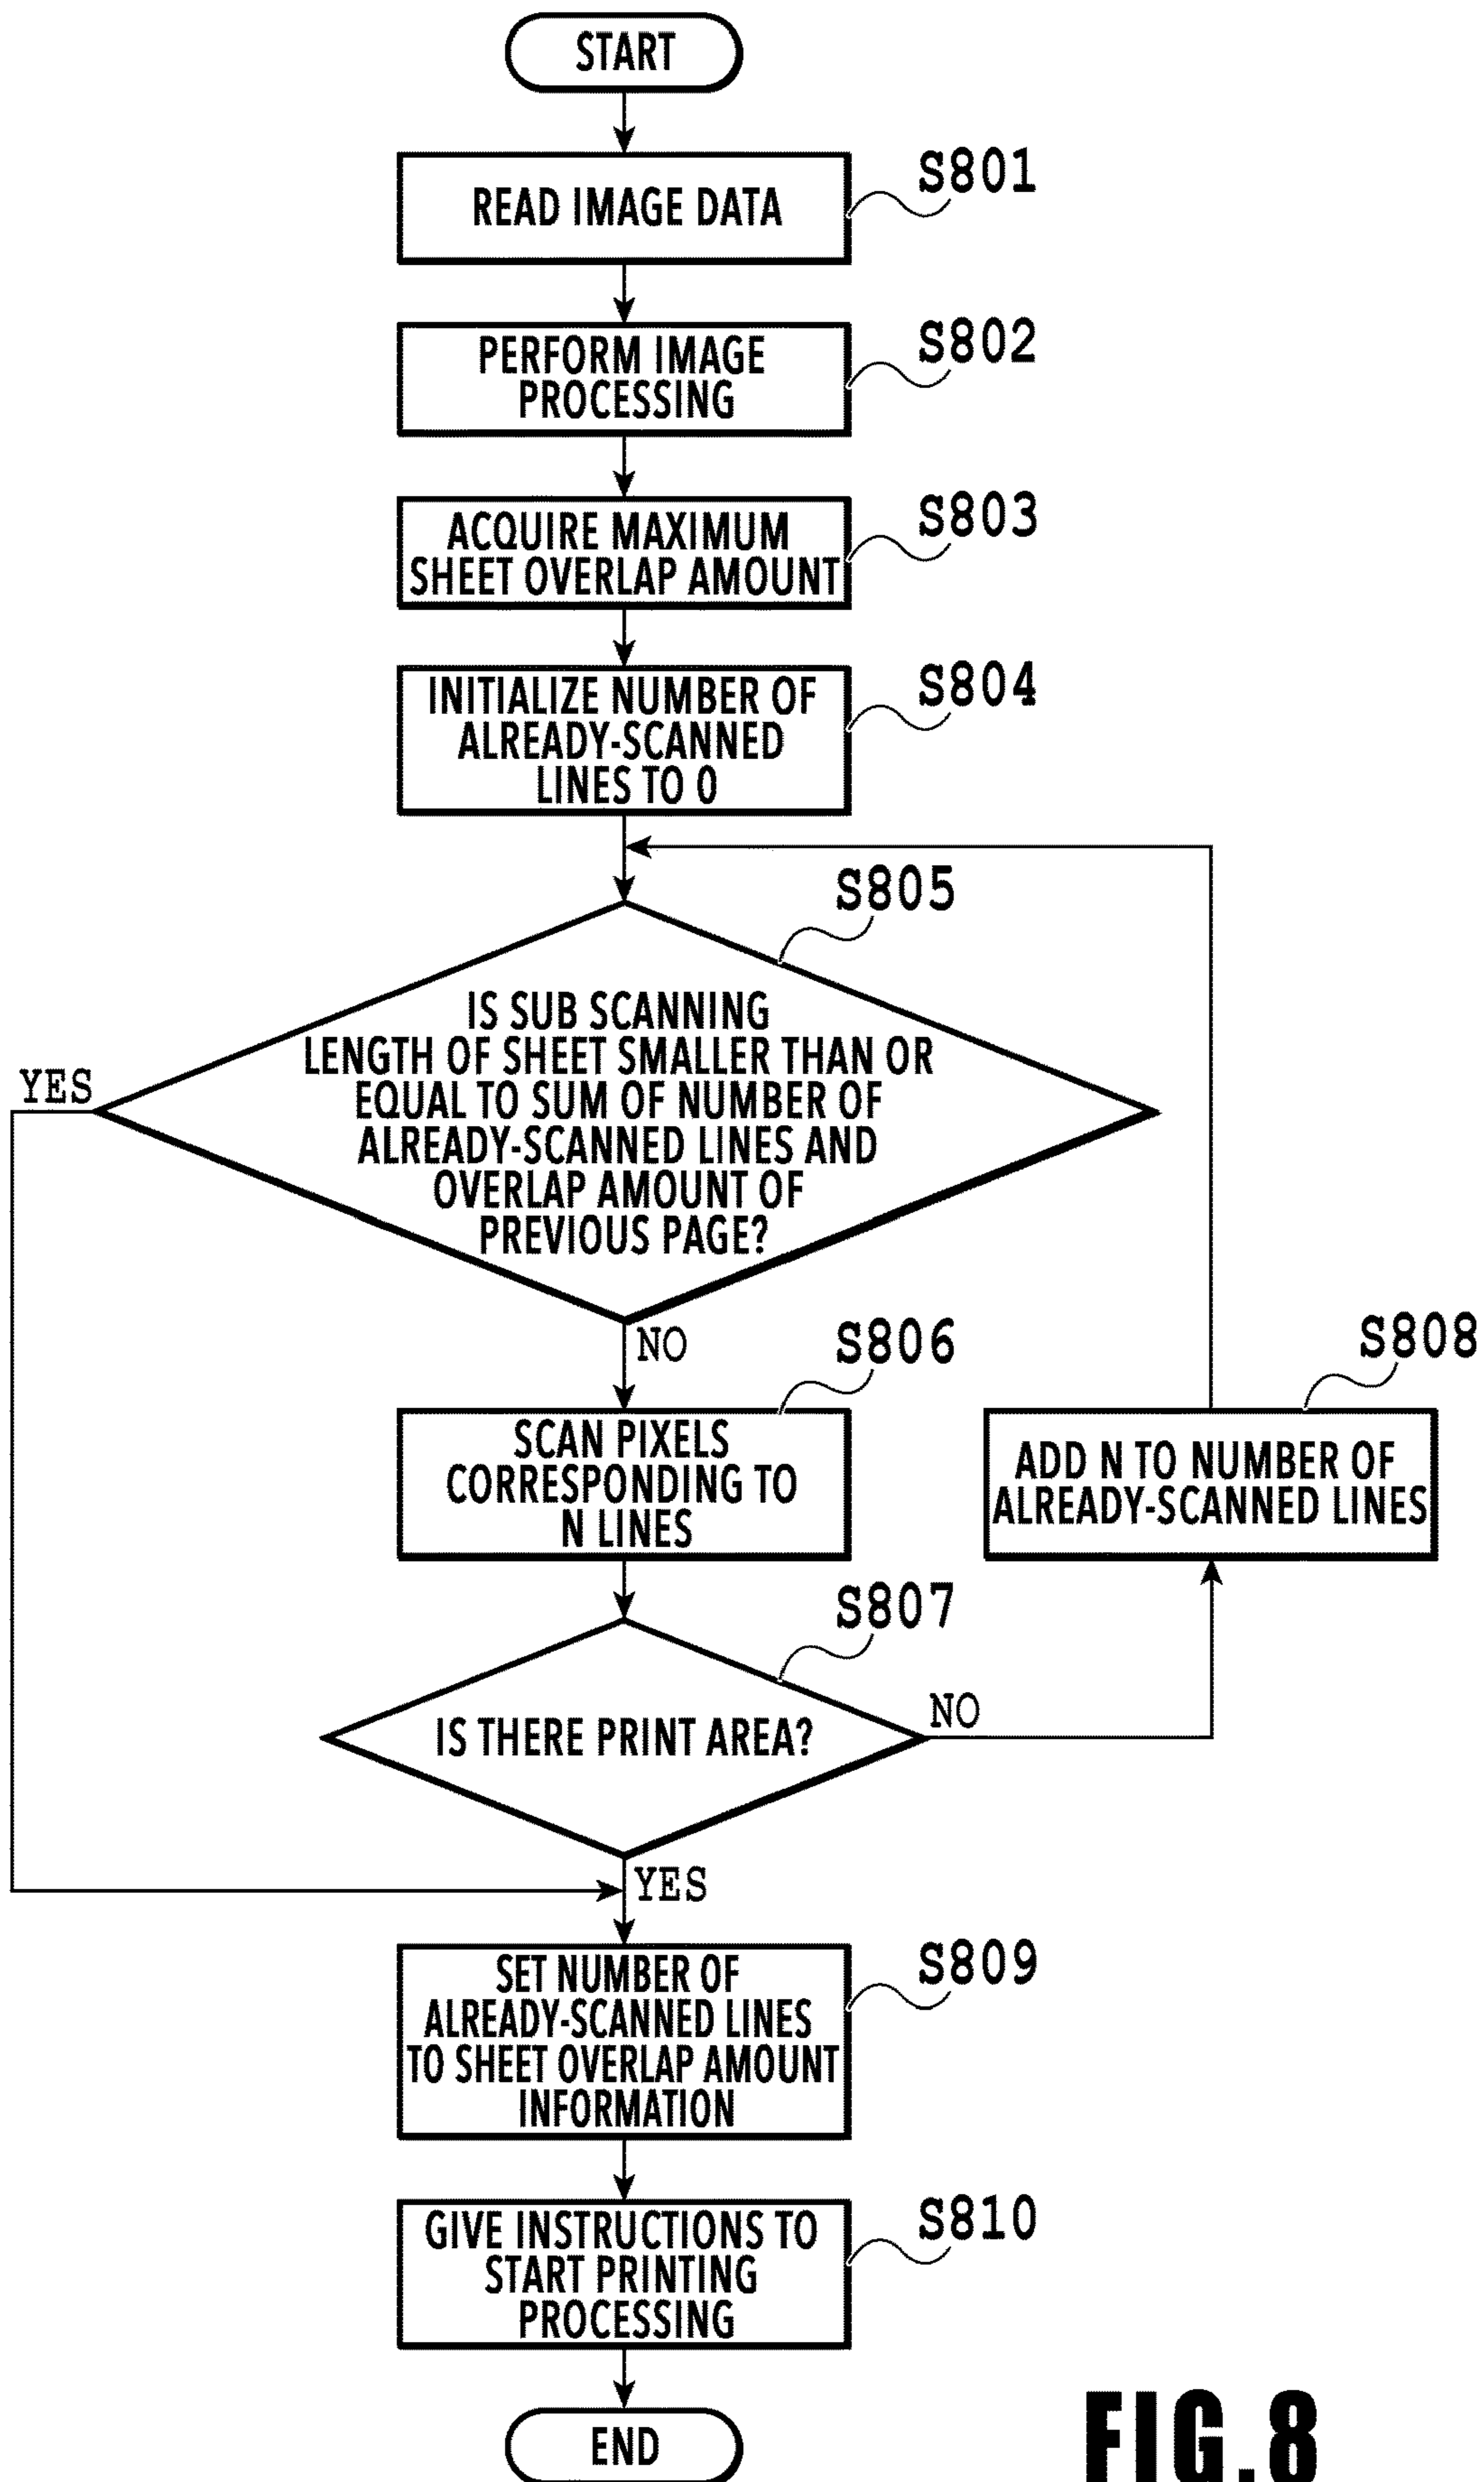 START
READ IMAGE DATA
S801
PERFORM IMAGE
PROCESSING
S802
ACQUIRE MAXIMUM
SHEET OVERLAP AMOUNT
S803
INITIALIZE NUMBER OF
ALREADY-SCANNED
LINES TO 0
S804
S805
IS SUB SCANNING
LENGTH OF SHEET SMALLER THAN OR
EQUAL TO SUM OF NUMBER OF
ALREADY-SCANNED LINES AND
OVERLAP AMOUNT OF
PREVIOUS PAGE?
YES
NO
S806
SCAN PIXELS
CORRESPONDING TO
N LINES
S808
ADD N TO NUMBER OF
ALREADY-SCANNED LINES
S807
IS THERE PRINT AREA?
NO
YES
SET NUMBER OF
ALREADY-SCANNED LINES
TO SHEET OVERLAP AMOUNT
INFORMATION
S809
GIVE INSTRUCTIONS TO
START PRINTING
PROCESSING
S810
END
FIG.8